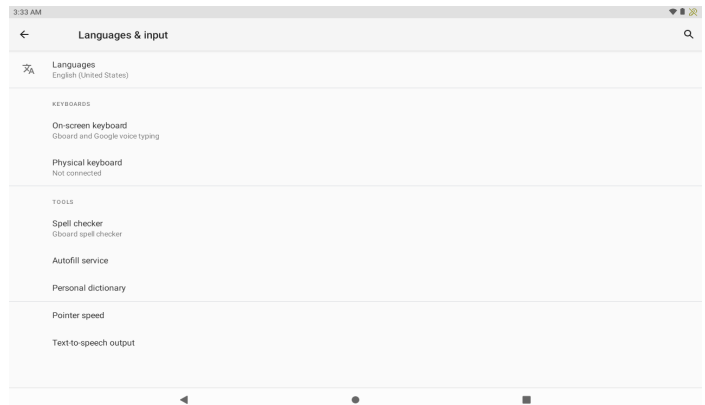 3:33 AM
Languages & input
Languages
English (United States)
KEYBOARDS
On-screen keyboard
Gboard and Google voice typing
Physical keyboard
Not connected
TOOLS
Spell checker
Gboard spell checker
Autofill service
Personal dictionary
Pointer speed
Text-to-speech output